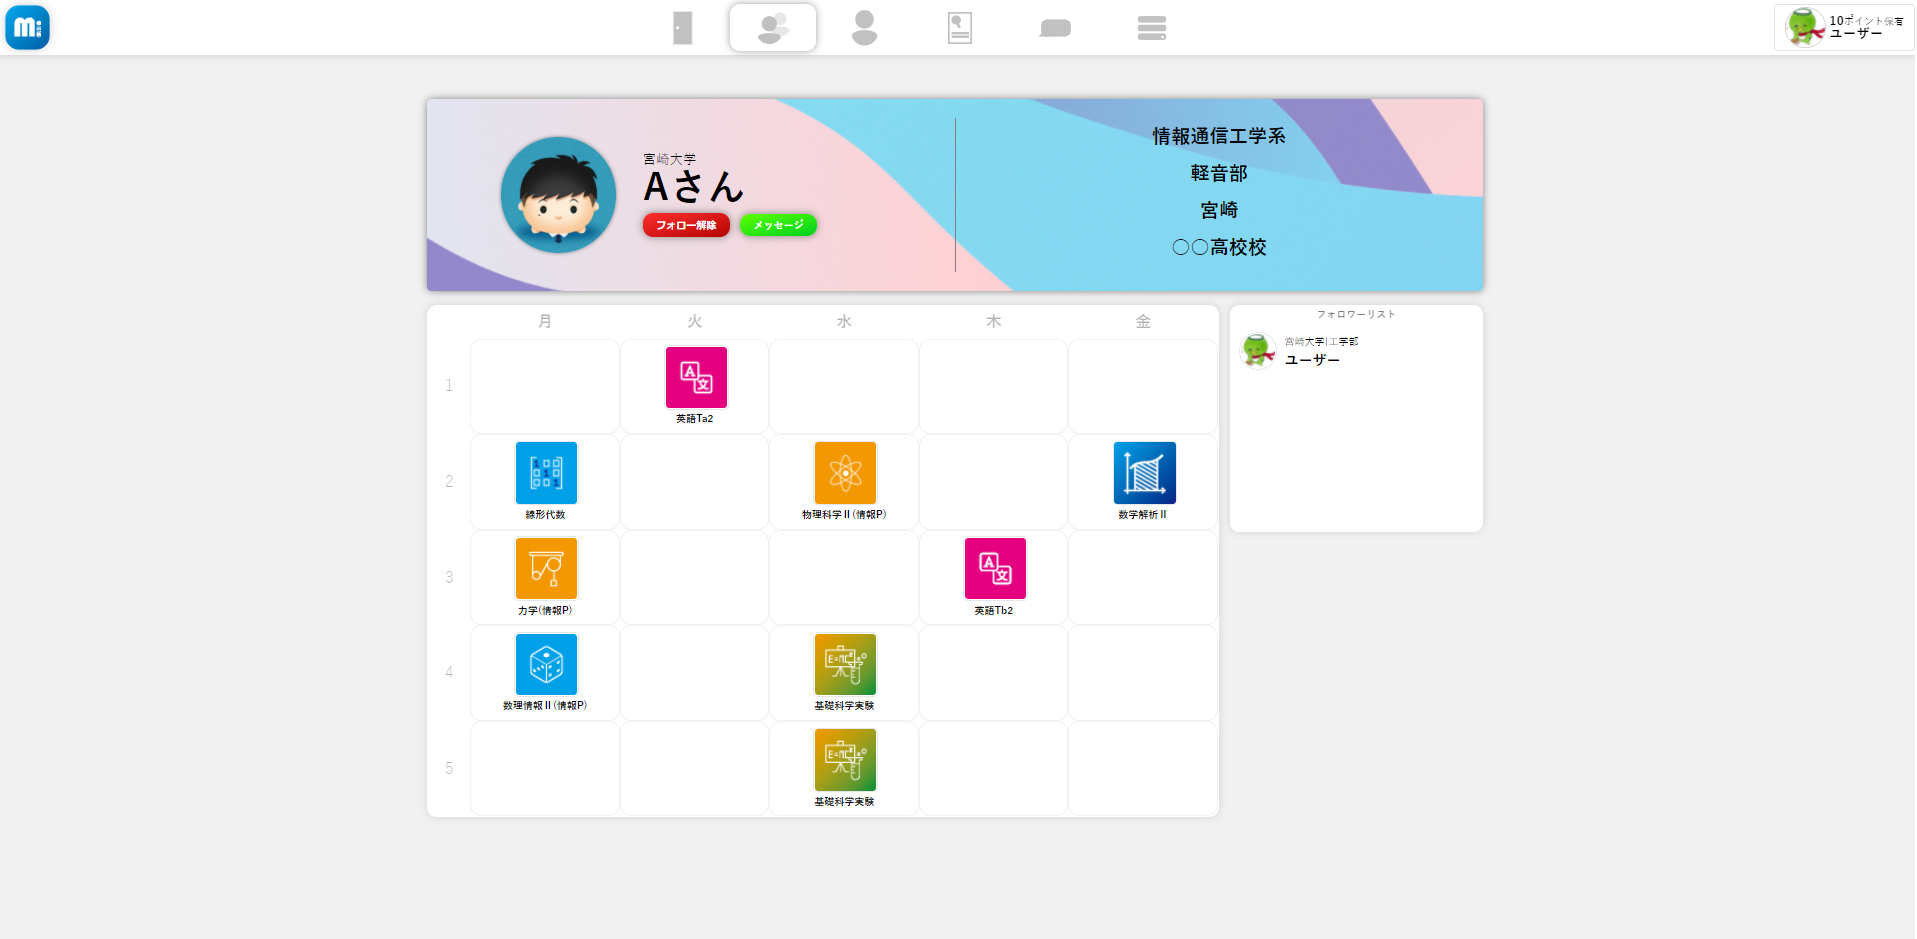 10ポイント保有
ユーザー
宮崎大学
Aさん
フォロー解除 メッセージ
情報通信工学系
軽音部
宮崎
○○高校校
月 火 水 木 金
1
英語Ta2
2
線形代数 物理科学Ⅱ(情報P) 数学解析Ⅱ
3
力学(情報P) 英語Tb2
4
数理情報Ⅱ(情報P) 基礎科学実験
5
基礎科学実験
フォロワーリスト
宮崎大学|工学部
ユーザー